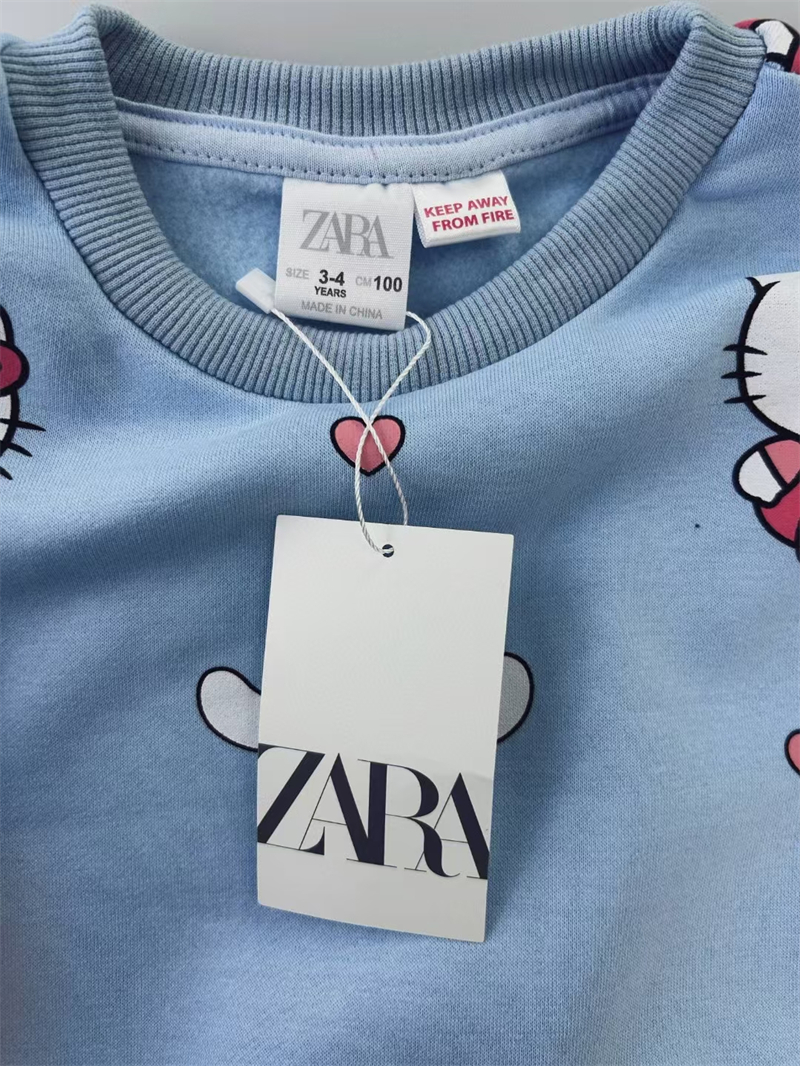 ZARA
SIZE 3-4 YEARS CM 100
MADE IN CHINA
KEEP AWAY
FROM FIRE
ZARA